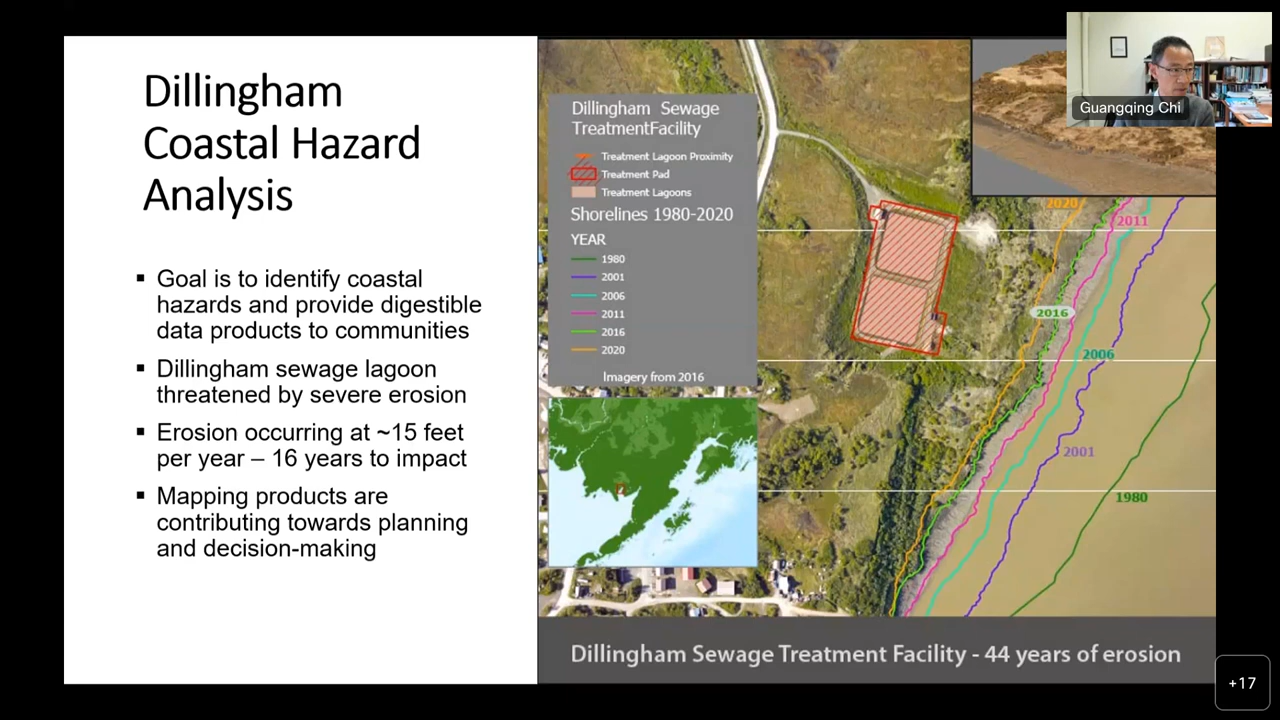 Dillingham
Coastal Hazard
Analysis
▪ Goal is to identify coastal
hazards and provide digestible
data products to communities
▪ Dillingham sewage lagoon
threatened by severe erosion
▪ Erosion occurring at ~15 feet
per year – 16 years to impact
▪ Mapping products are
contributing towards planning
and decision-making
Dillingham Sewage
TreatmentFacility
Treatment Lagoon Proximity
Treatment Pad
Treatment Lagoons
Shorelines 1980-2020
YEAR
1980
2001
2006
2011
2016
2020
Imagery from 2016
2020
2011
2016
2006
2001
1980
Dillingham Sewage Treatment Facility - 44 years of erosion
Guangqing Chi
+17